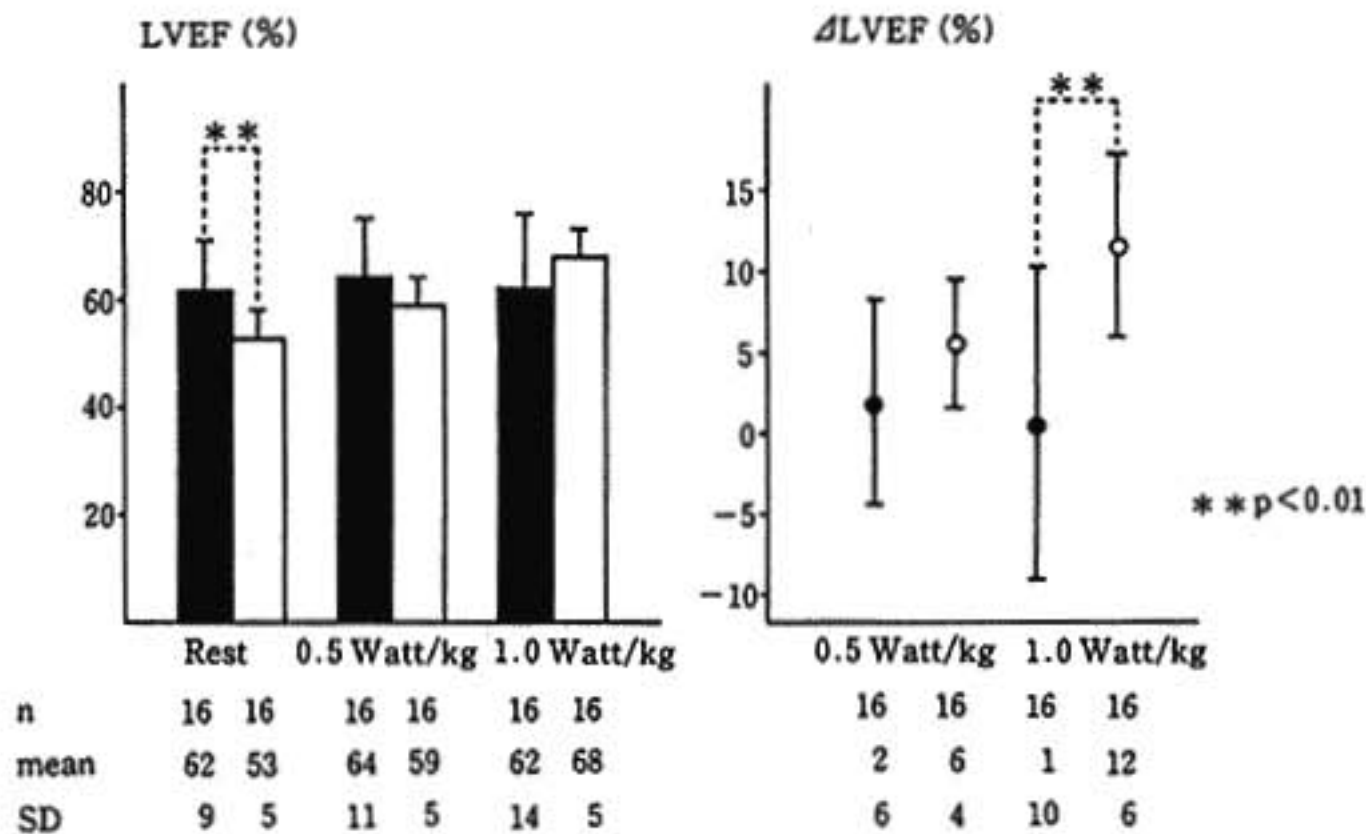 LVEF (%)
ΔLVEF (%)
**
**
80
60
40
20
15
10
5
0
−5
−10
** p<0.01
Rest 0.5 Watt/kg 1.0 Watt/kg
0.5 Watt/kg 1.0 Watt/kg
n 16 16 16 16 16 16 16 16 16 16
mean 62 53 64 59 62 68 2 6 1 12
SD 9 5 11 5 14 5 6 4 10 6